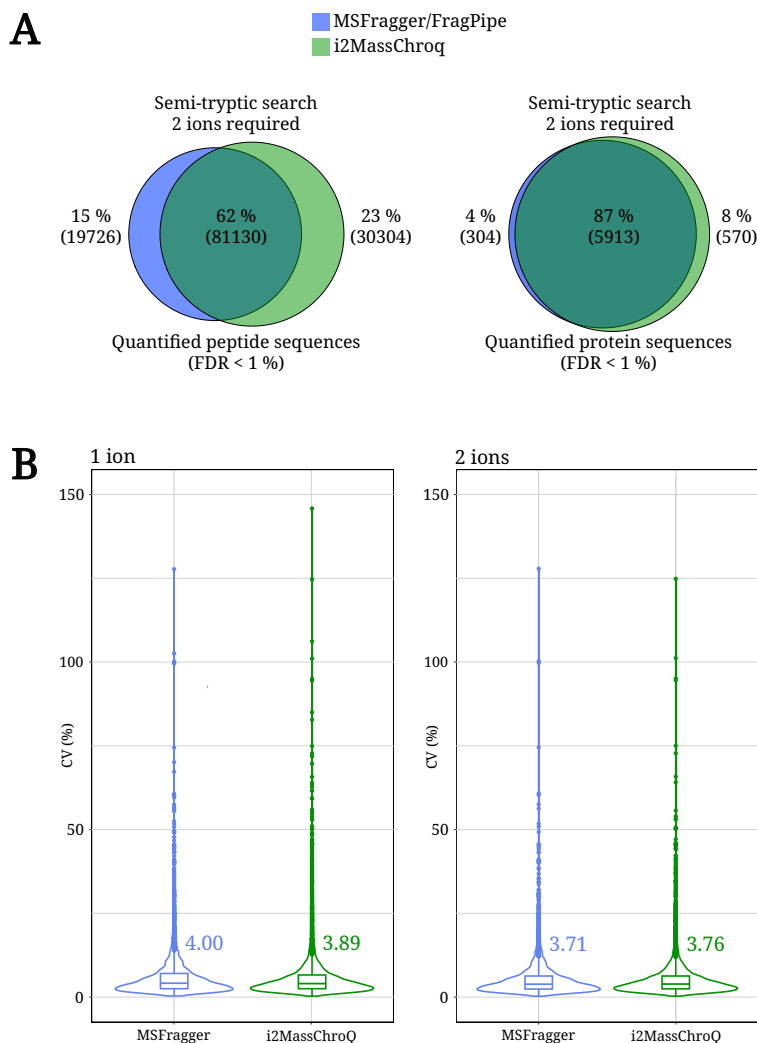 A
MSFragger/FragPipe
i2MassChroq
Semi-tryptic search
2 ions required
15 %
(19726)
62 %
(81130)
23 %
(30304)
Quantified peptide sequences
(FDR < 1 %)
Semi-tryptic search
2 ions required
4 %
(304)
87 %
(5913)
8 %
(570)
Quantified protein sequences
(FDR < 1 %)
B
1 ion
150
100
50
0
CV (%)
4.00
3.89
MSFragger
i2MassChroQ
2 ions
150
100
50
0
CV (%)
3.71
3.76
MSFragger
i2MassChroQ